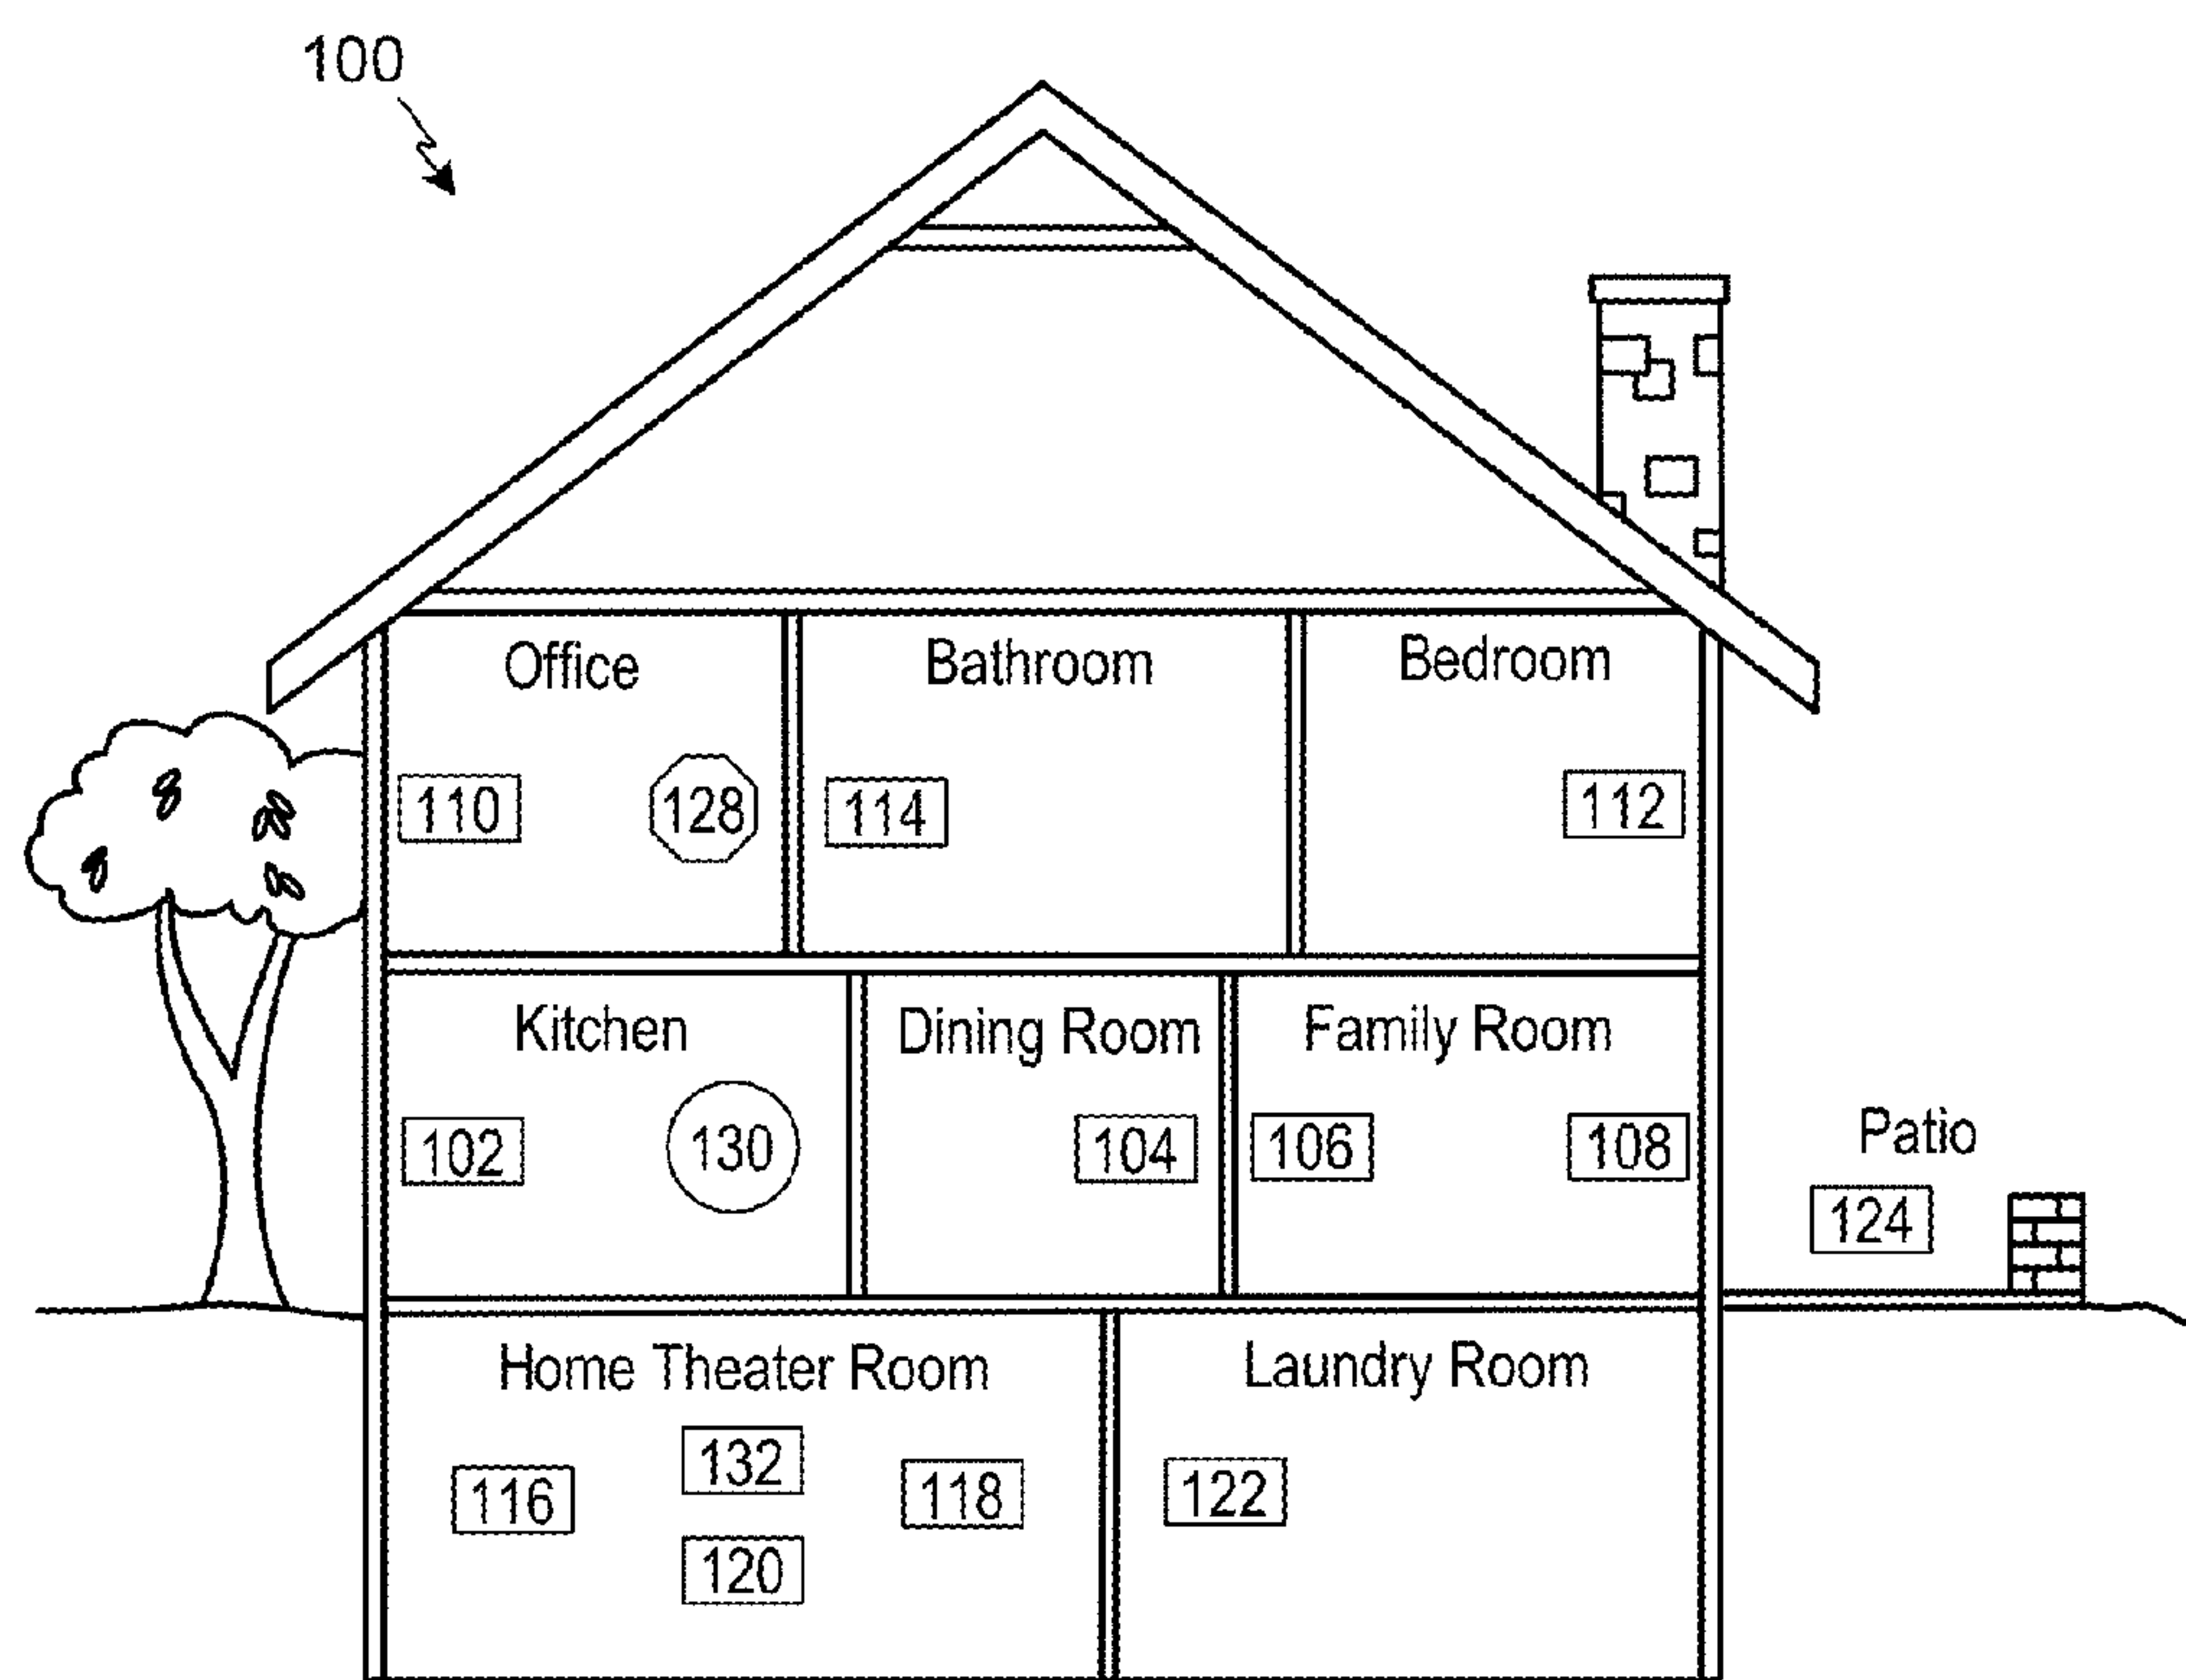 100
Office
Bathroom
Bedroom
110
128
114
112
Kitchen
Dining Room
Family Room
102
130
104
106
108
Patio
124
Home Theater Room
Laundry Room
116
132
118
120
122